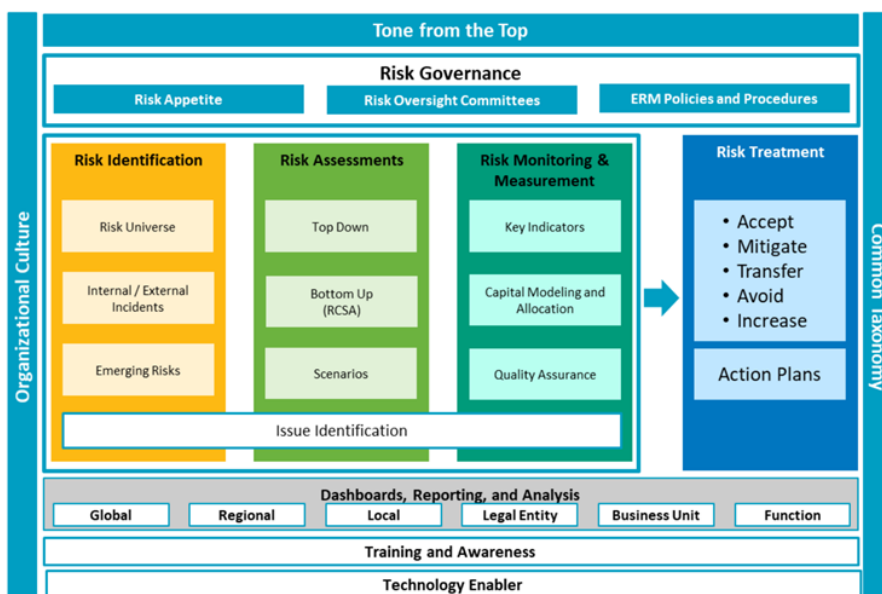 Tone from the Top
Risk Governance
Risk Appetite
Risk Oversight Committees
ERM Policies and Procedures
Organizational Culture
Common Taxonomy
Risk Identification
Risk Universe
Internal / External
Incidents
Emerging Risks
Risk Assessments
Top Down
Bottom Up
(RCSA)
Scenarios
Risk Monitoring &
Measurement
Key Indicators
Capital Modeling and
Allocation
Quality Assurance
Issue Identification
Risk Treatment
• Accept
• Mitigate
• Transfer
• Avoid
• Increase
Action Plans
Dashboards, Reporting, and Analysis
Global
Regional
Local
Legal Entity
Business Unit
Function
Training and Awareness
Technology Enabler